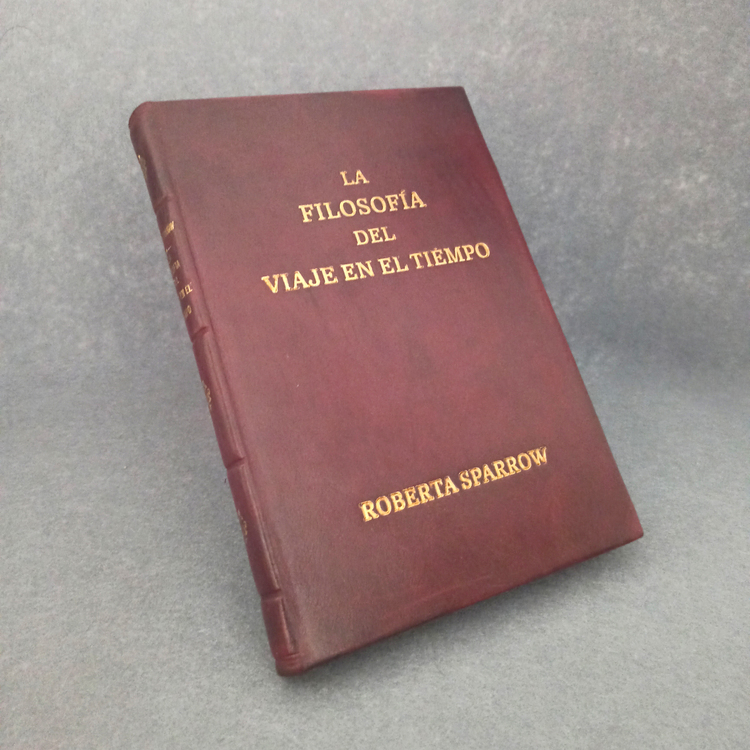 LA
FILOSOFÍA
DEL
VIAJE EN EL TIEMPO
ROBERTA SPARROW